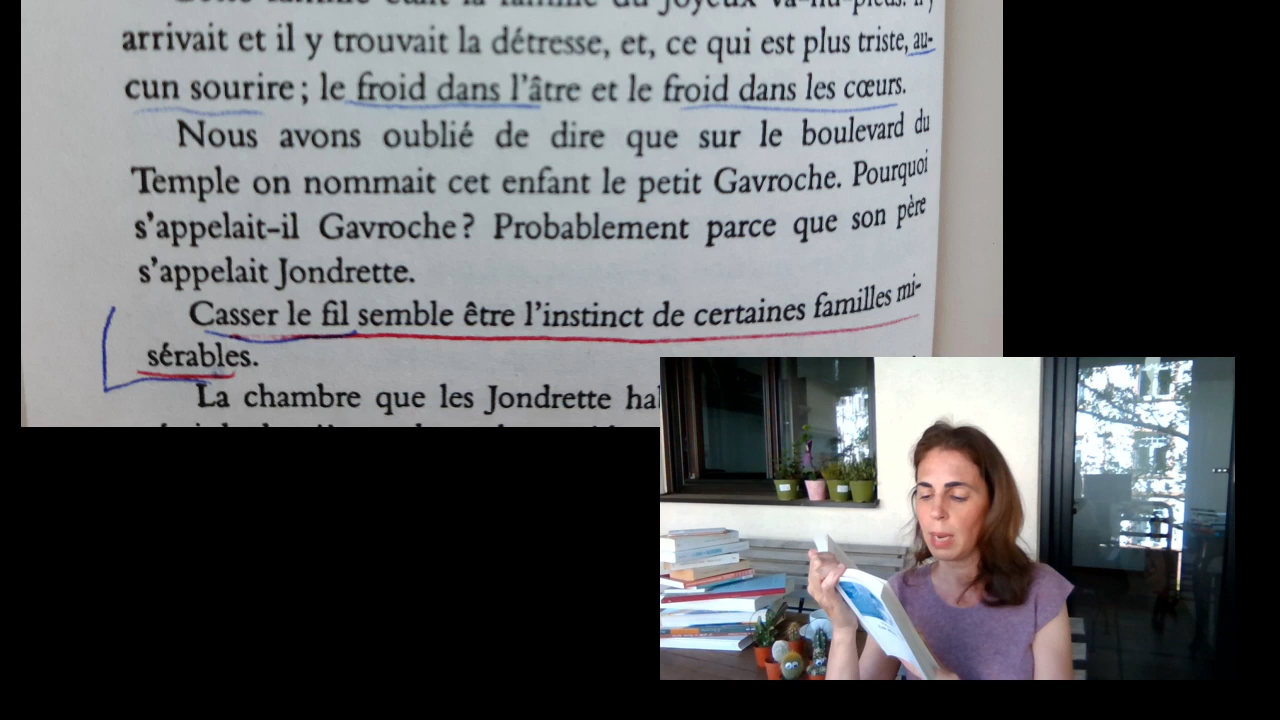 arrivait et il y trouvait la détresse, et, ce qui est plus triste, au-
cun sourire ; le froid dans l'âtre et le froid dans les cœurs.
Nous avons oublié de dire que sur le boulevard du
Temple on nommait cet enfant le petit Gavroche. Pourquoi
s'appelait-il Gavroche ? Probablement parce que son père
s'appelait Jondrette.
Casser le fil semble être l'instinct de certaines familles mi-
sérables.
La chambre que les Jondrette